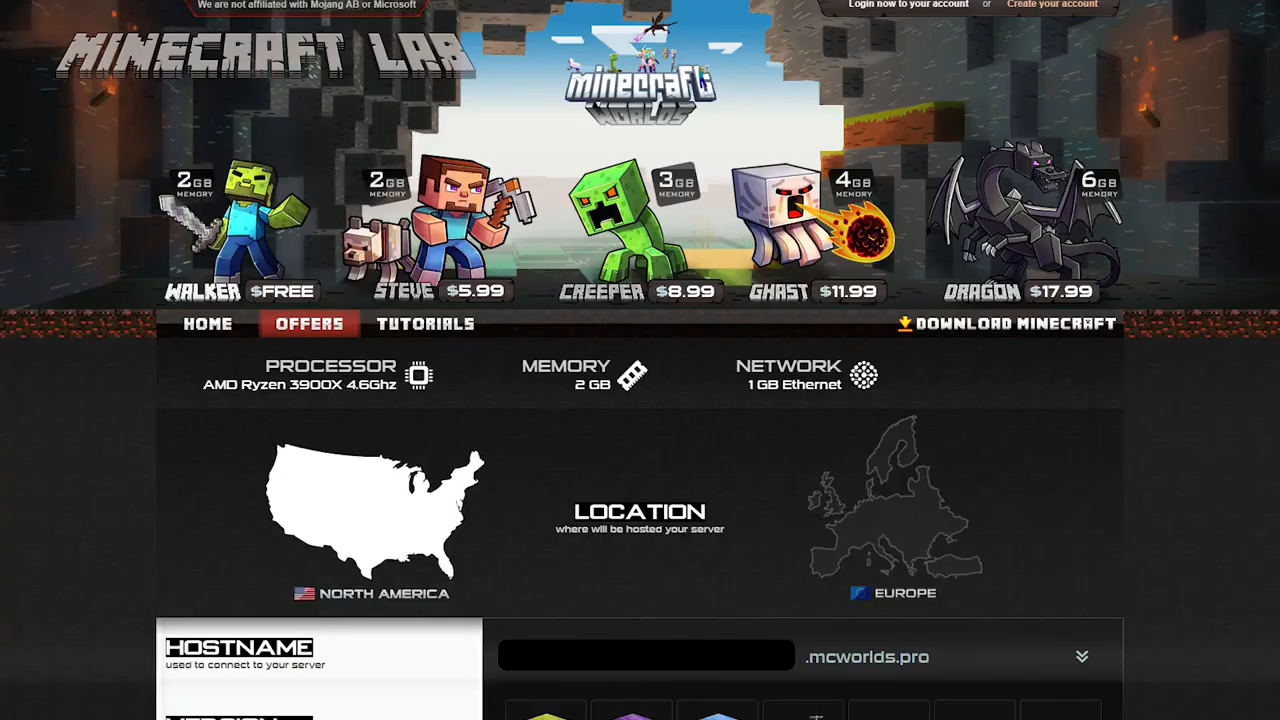 We are not affiliated with Mojang AB or Microsoft
Login now to your account or Create your account
MINECRAFT LAB
minecraft
WORLDS
2GB MEMORY
2GB MEMORY
3GB MEMORY
4GB MEMORY
6GB MEMORY
WALKER $FREE
STEVE $5.99
CREEPER $8.99
GHAST $11.99
DRAGON $17.99
HOME OFFERS TUTORIALS DOWNLOAD MINECRAFT
PROCESSOR
AMD Ryzen 3900X 4.6Ghz
MEMORY
2 GB
NETWORK
1 GB Ethernet
LOCATION
where will be hosted your server
NORTH AMERICA
EUROPE
HOSTNAME
used to connect to your server
.mcworlds.pro